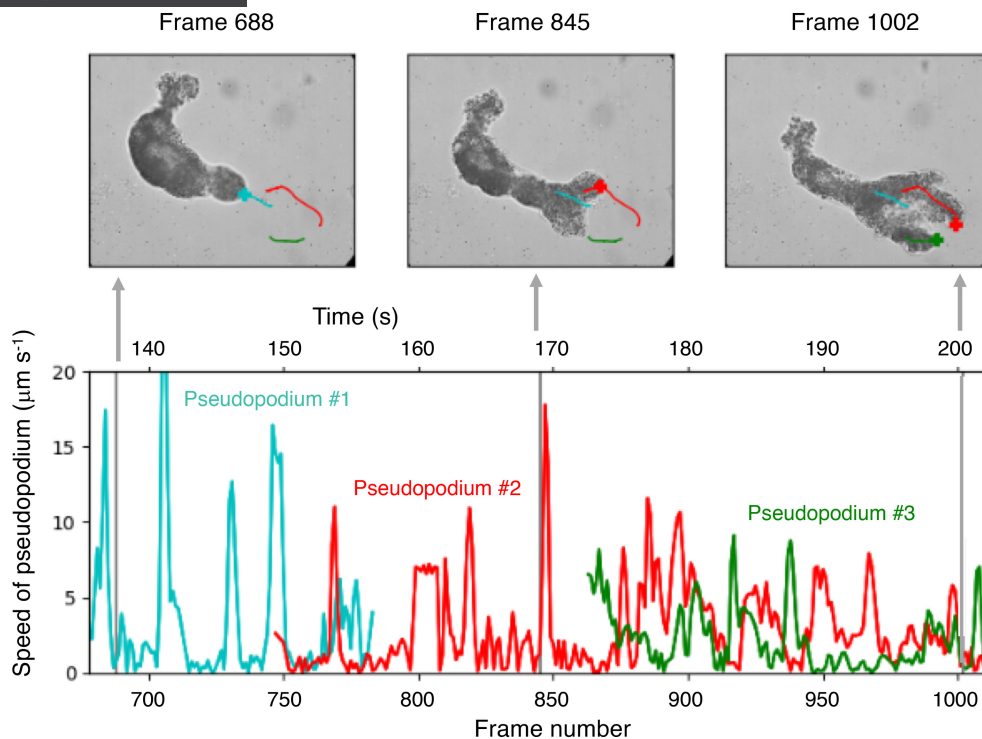 Frame 688
Frame 845
Frame 1002
Time (s)
140 150 160 170 180 190 200
Speed of pseudopodium (μm s-1)
20
15
10
5
0
Pseudopodium #1
Pseudopodium #2
Pseudopodium #3
700 750 800 850 900 950 1000
Frame number